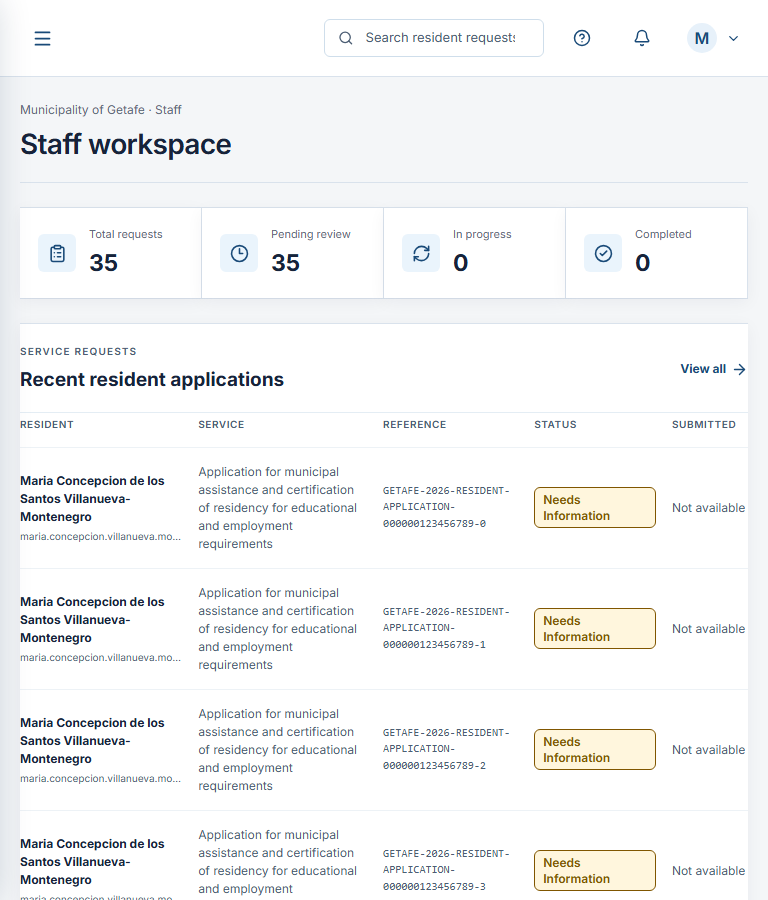 Search resident requests
M
Municipality of Getafe · Staff
Staff workspace
Total requests
35
Pending review
35
In progress
0
Completed
0
SERVICE REQUESTS
Recent resident applications
View all
RESIDENT SERVICE REFERENCE STATUS SUBMITTED
Maria Concepcion de los
Santos Villanueva-
Montenegro
maria.concepcion.villanueva.mo...
Application for municipal
assistance and certification
of residency for educational
and employment
requirements
GETAFE-2026-RESIDENT-
APPLICATION-
000000123456789-0
Needs
Information
Not available
Maria Concepcion de los
Santos Villanueva-
Montenegro
maria.concepcion.villanueva.mo...
Application for municipal
assistance and certification
of residency for educational
and employment
requirements
GETAFE-2026-RESIDENT-
APPLICATION-
000000123456789-1
Needs
Information
Not available
Maria Concepcion de los
Santos Villanueva-
Montenegro
maria.concepcion.villanueva.mo...
Application for municipal
assistance and certification
of residency for educational
and employment
requirements
GETAFE-2026-RESIDENT-
APPLICATION-
000000123456789-2
Needs
Information
Not available
Maria Concepcion de los
Santos Villanueva-
Montenegro
maria.concepcion.villanueva.mo...
Application for municipal
assistance and certification
of residency for educational
and employment
GETAFE-2026-RESIDENT-
APPLICATION-
000000123456789-3
Needs
Information
Not available